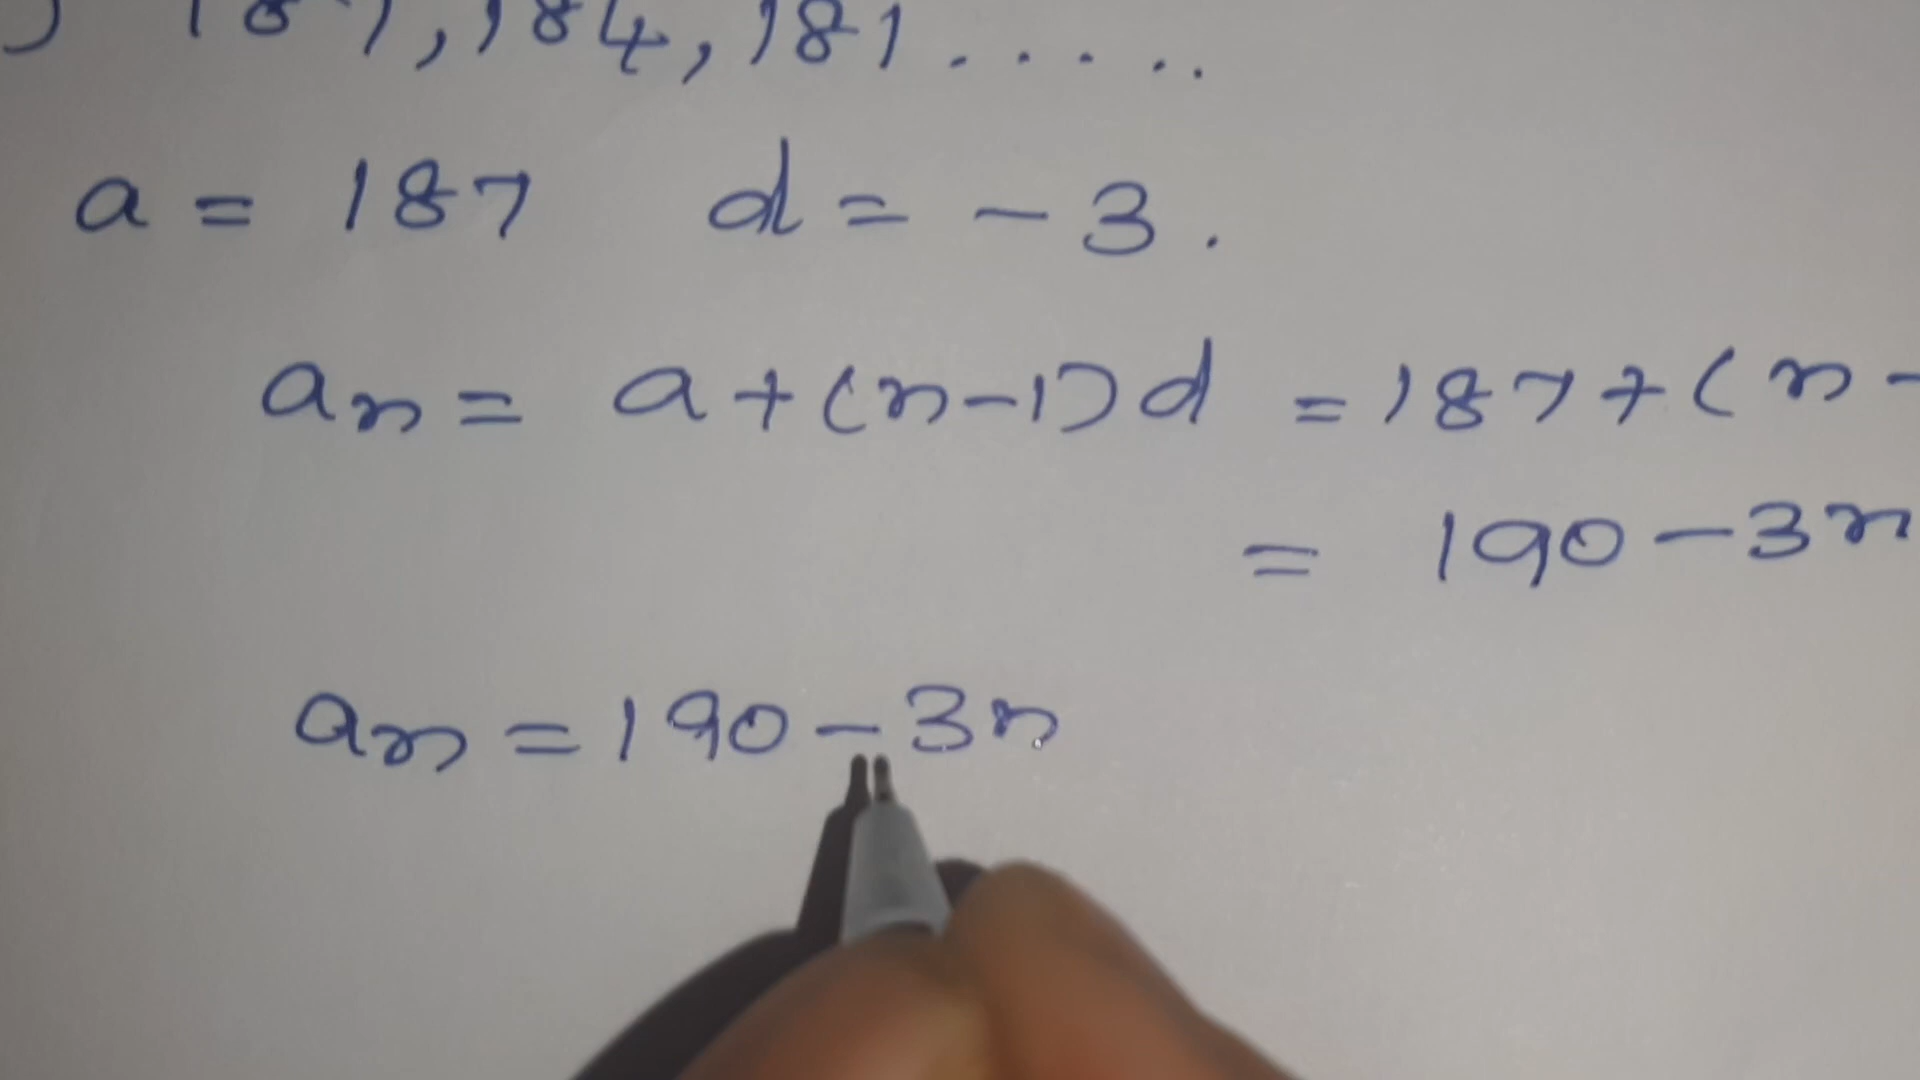 ) 187, 184, 181.....
a = 187 d = - 3.
an = a + (n-1) d = 187 + (n -
= 190 - 3n
an = 190 - 3n